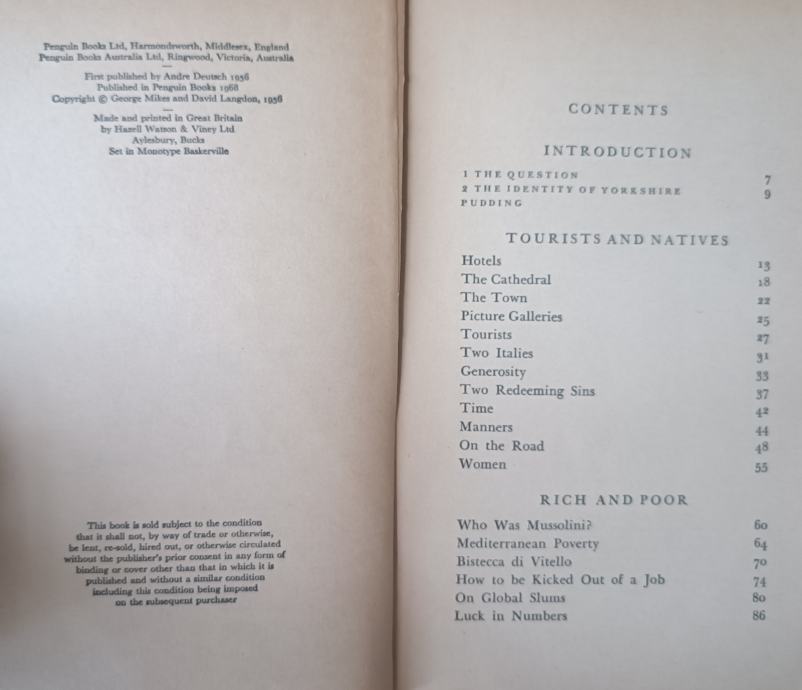 Penguin Books Ltd, Harmondsworth, Middlesex, England
Penguin Books Australia Ltd, Ringwood, Victoria, Australia
First published by Andre Deutsch 1956
Published in Penguin Books 1968
Copyright © George Mikes and David Langdon, 1956
Made and printed in Great Britain
by Hazell Watson & Viney Ltd
Aylesbury, Bucks
Set in Monotype Baskerville
This book is sold subject to the condition
that it shall not, by way of trade or otherwise,
be lent, re-sold, hired out, or otherwise circulated
without the publisher's prior consent in any form of
binding or cover other than that in which it is
published and without a similar condition
including this condition being imposed
on the subsequent purchaser
CONTENTS
INTRODUCTION
1 THE QUESTION 7
2 THE IDENTITY OF YORKSHIRE 9
PUDDING
TOURISTS AND NATIVES
Hotels 13
The Cathedral 18
The Town 22
Picture Galleries 25
Tourists 27
Two Italies 31
Generosity 33
Two Redeeming Sins 37
Time 42
Manners 44
On the Road 48
Women 55
RICH AND POOR
Who Was Mussolini? 60
Mediterranean Poverty 64
Bistecca di Vitello 70
How to be Kicked Out of a Job 74
On Global Slums 80
Luck in Numbers 86